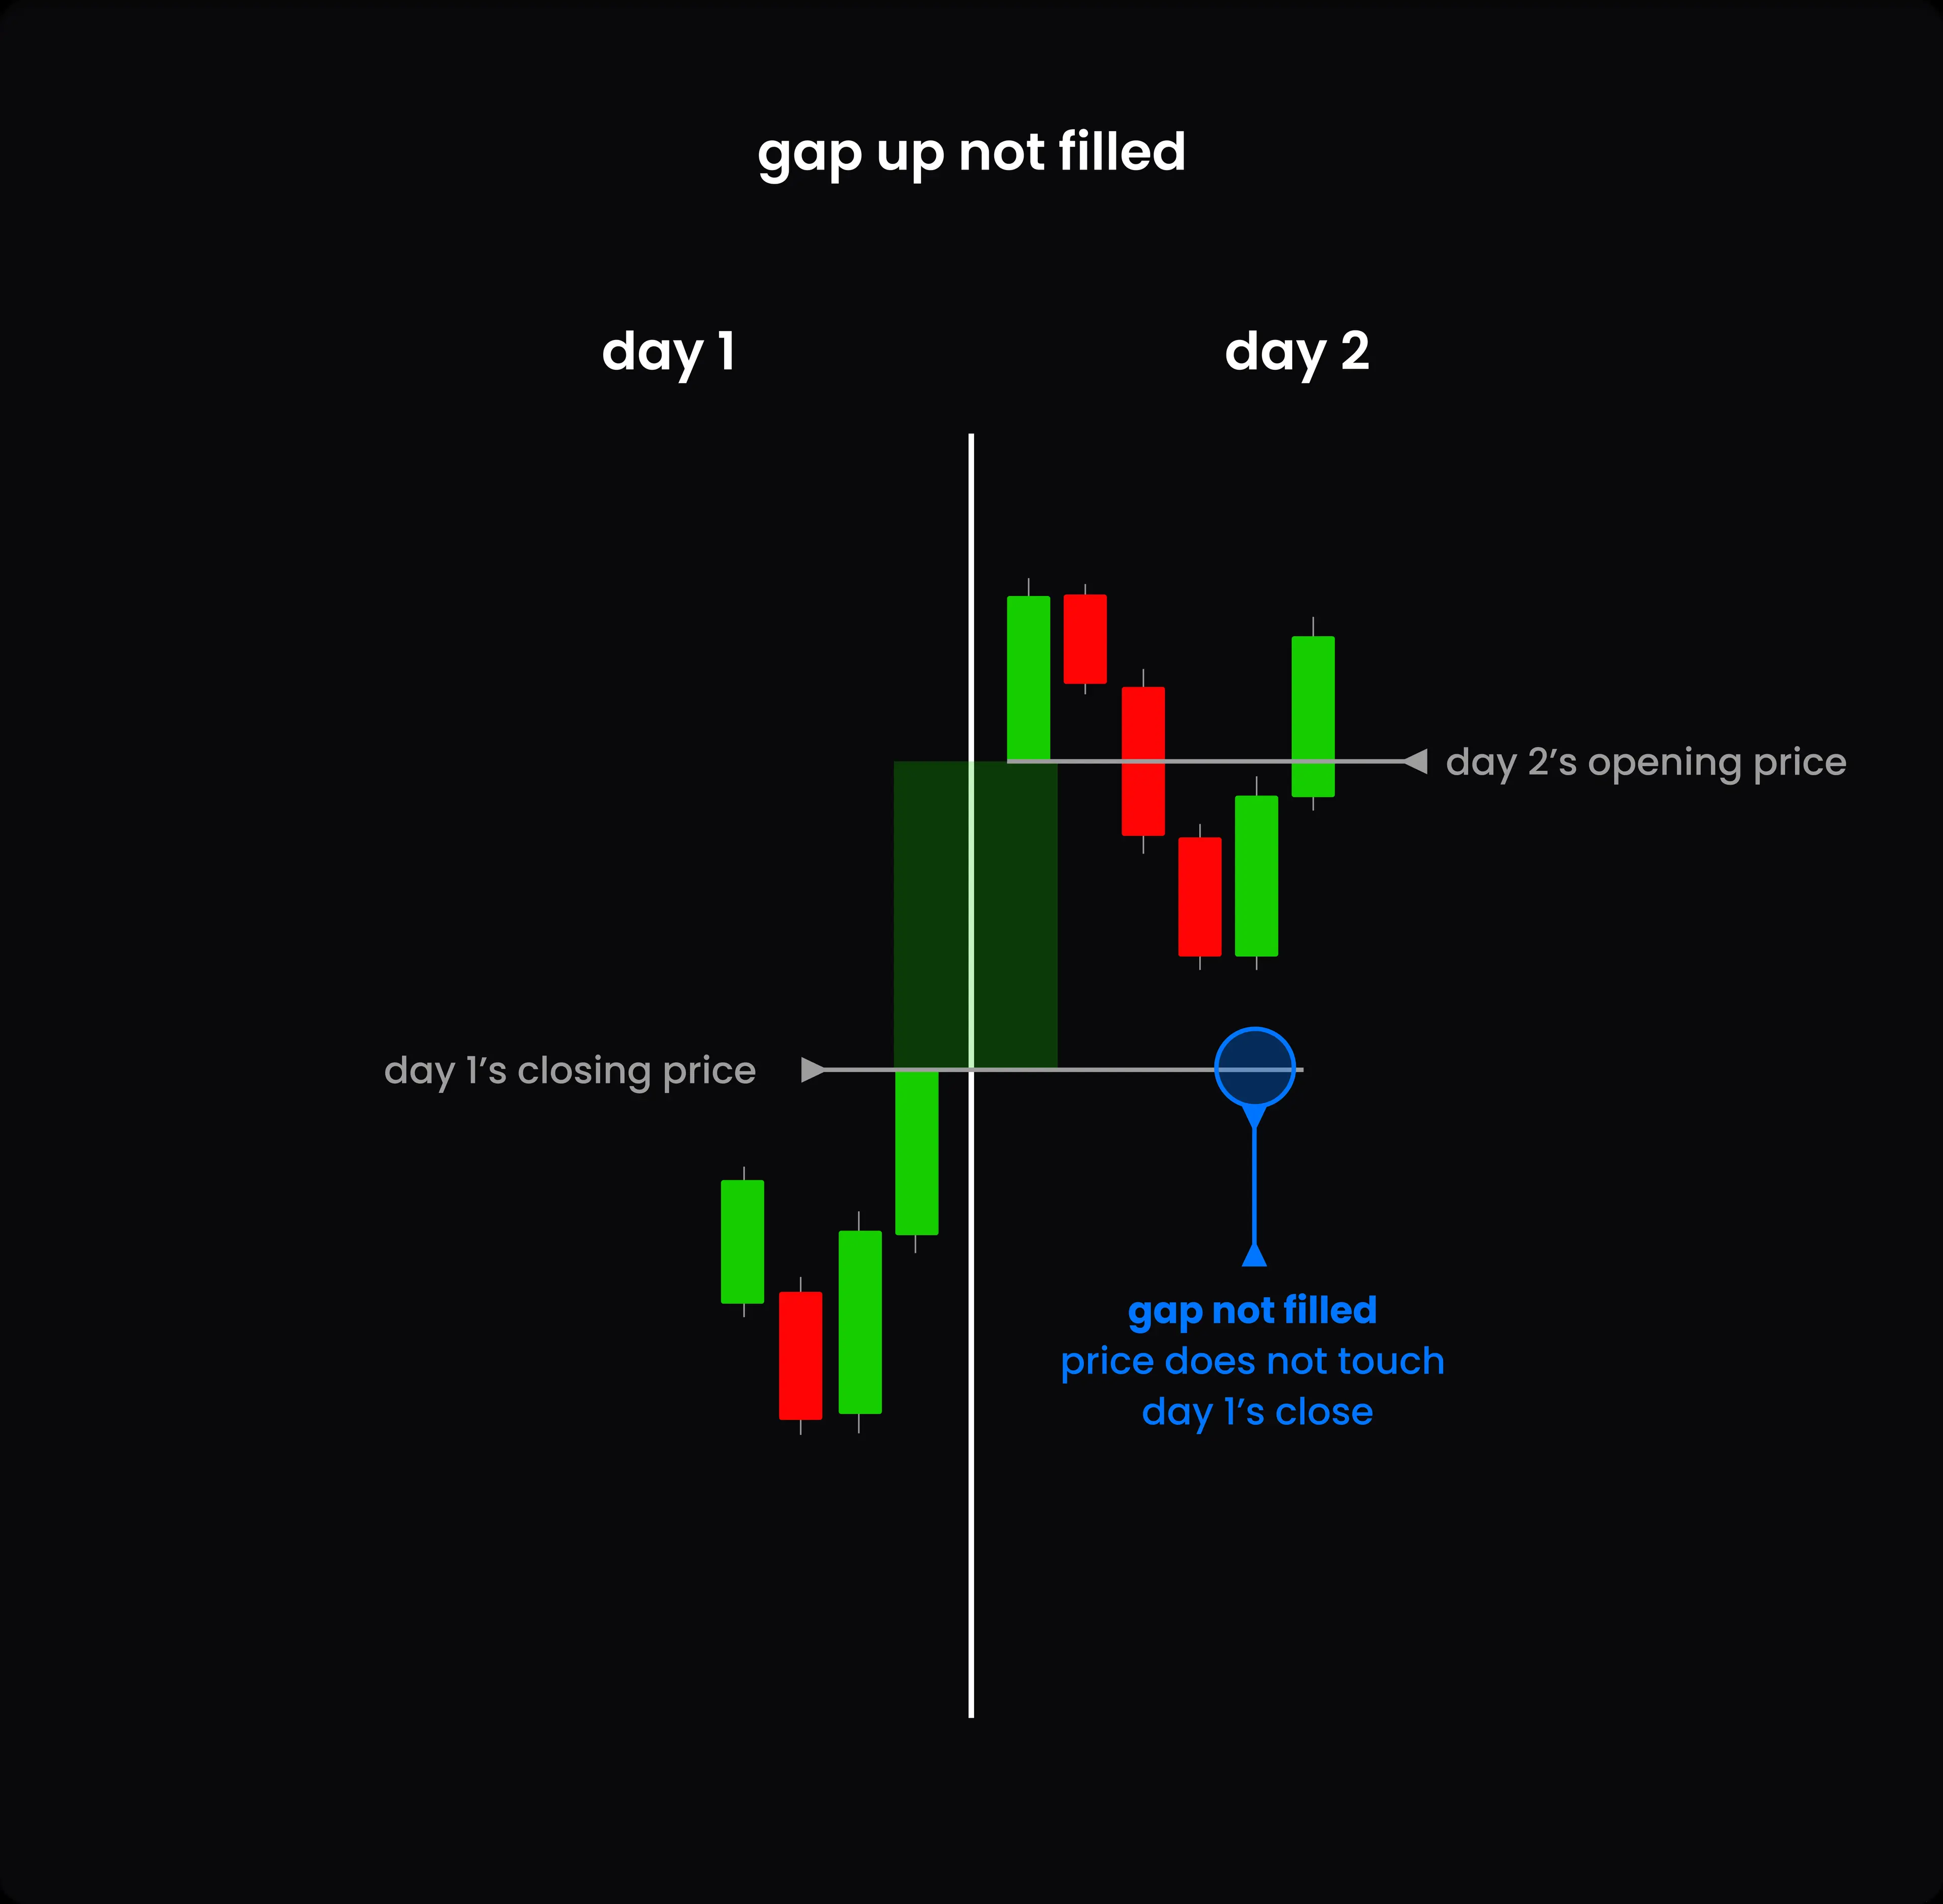 gap up not filled
day 1
day 2
day 2’s opening price
day 1’s closing price
gap not filled
price does not touch
day 1’s close